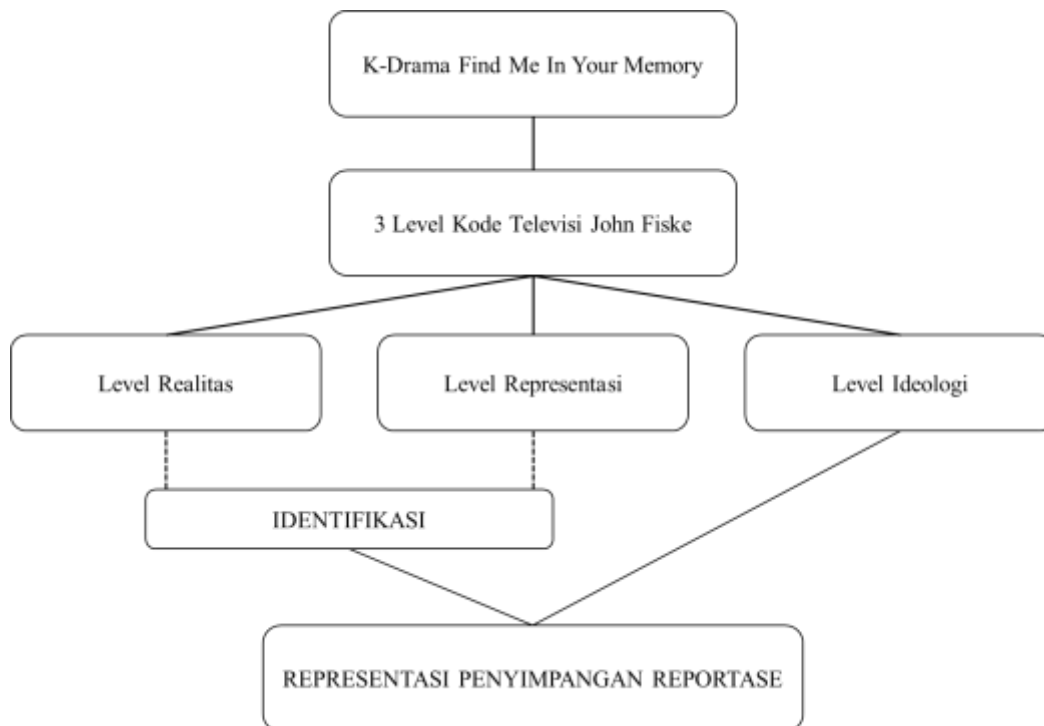 K-Drama Find Me In Your Memory
3 Level Kode Televisi John Fiske
Level Realitas
Level Representasi
Level Ideologi
IDENTIFIKASI
REPRESENTASI PENYIMPANGAN REPORTASE